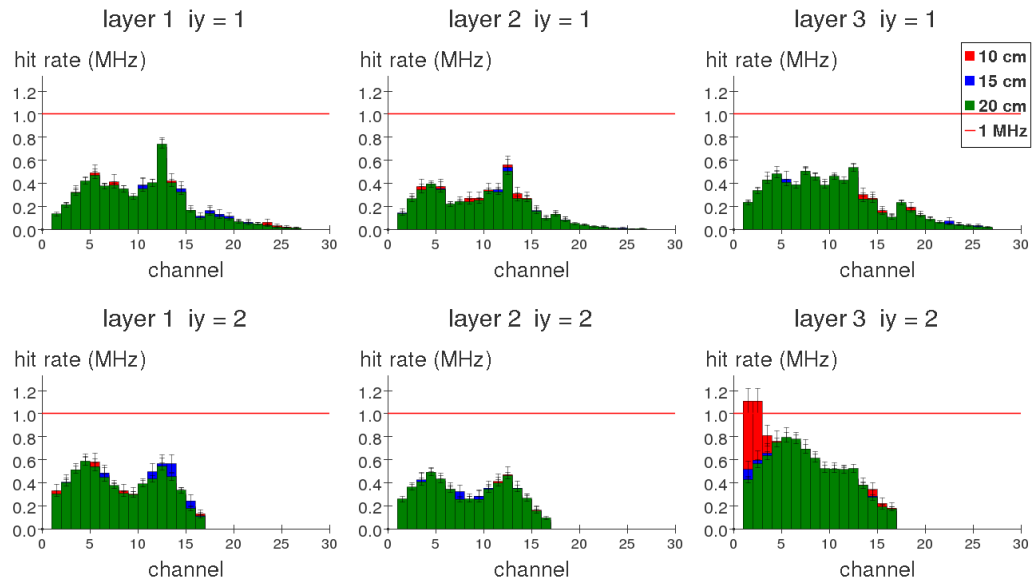 layer 1 iy = 1
hit rate (MHz)
1.2
1.0
0.8
0.6
0.4
0.2
0.0
0 5 10 15 20 25 30
channel
layer 2 iy = 1
hit rate (MHz)
1.2
1.0
0.8
0.6
0.4
0.2
0.0
0 5 10 15 20 25 30
channel
layer 3 iy = 1
hit rate (MHz)
10 cm
15 cm
20 cm
1 MHz
1.2
1.0
0.8
0.6
0.4
0.2
0.0
0 5 10 15 20 25 30
channel
layer 1 iy = 2
hit rate (MHz)
1.2
1.0
0.8
0.6
0.4
0.2
0.0
0 5 10 15 20 25 30
channel
layer 2 iy = 2
hit rate (MHz)
1.2
1.0
0.8
0.6
0.4
0.2
0.0
0 5 10 15 20 25 30
channel
layer 3 iy = 2
hit rate (MHz)
1.2
1.0
0.8
0.6
0.4
0.2
0.0
0 5 10 15 20 25 30
channel